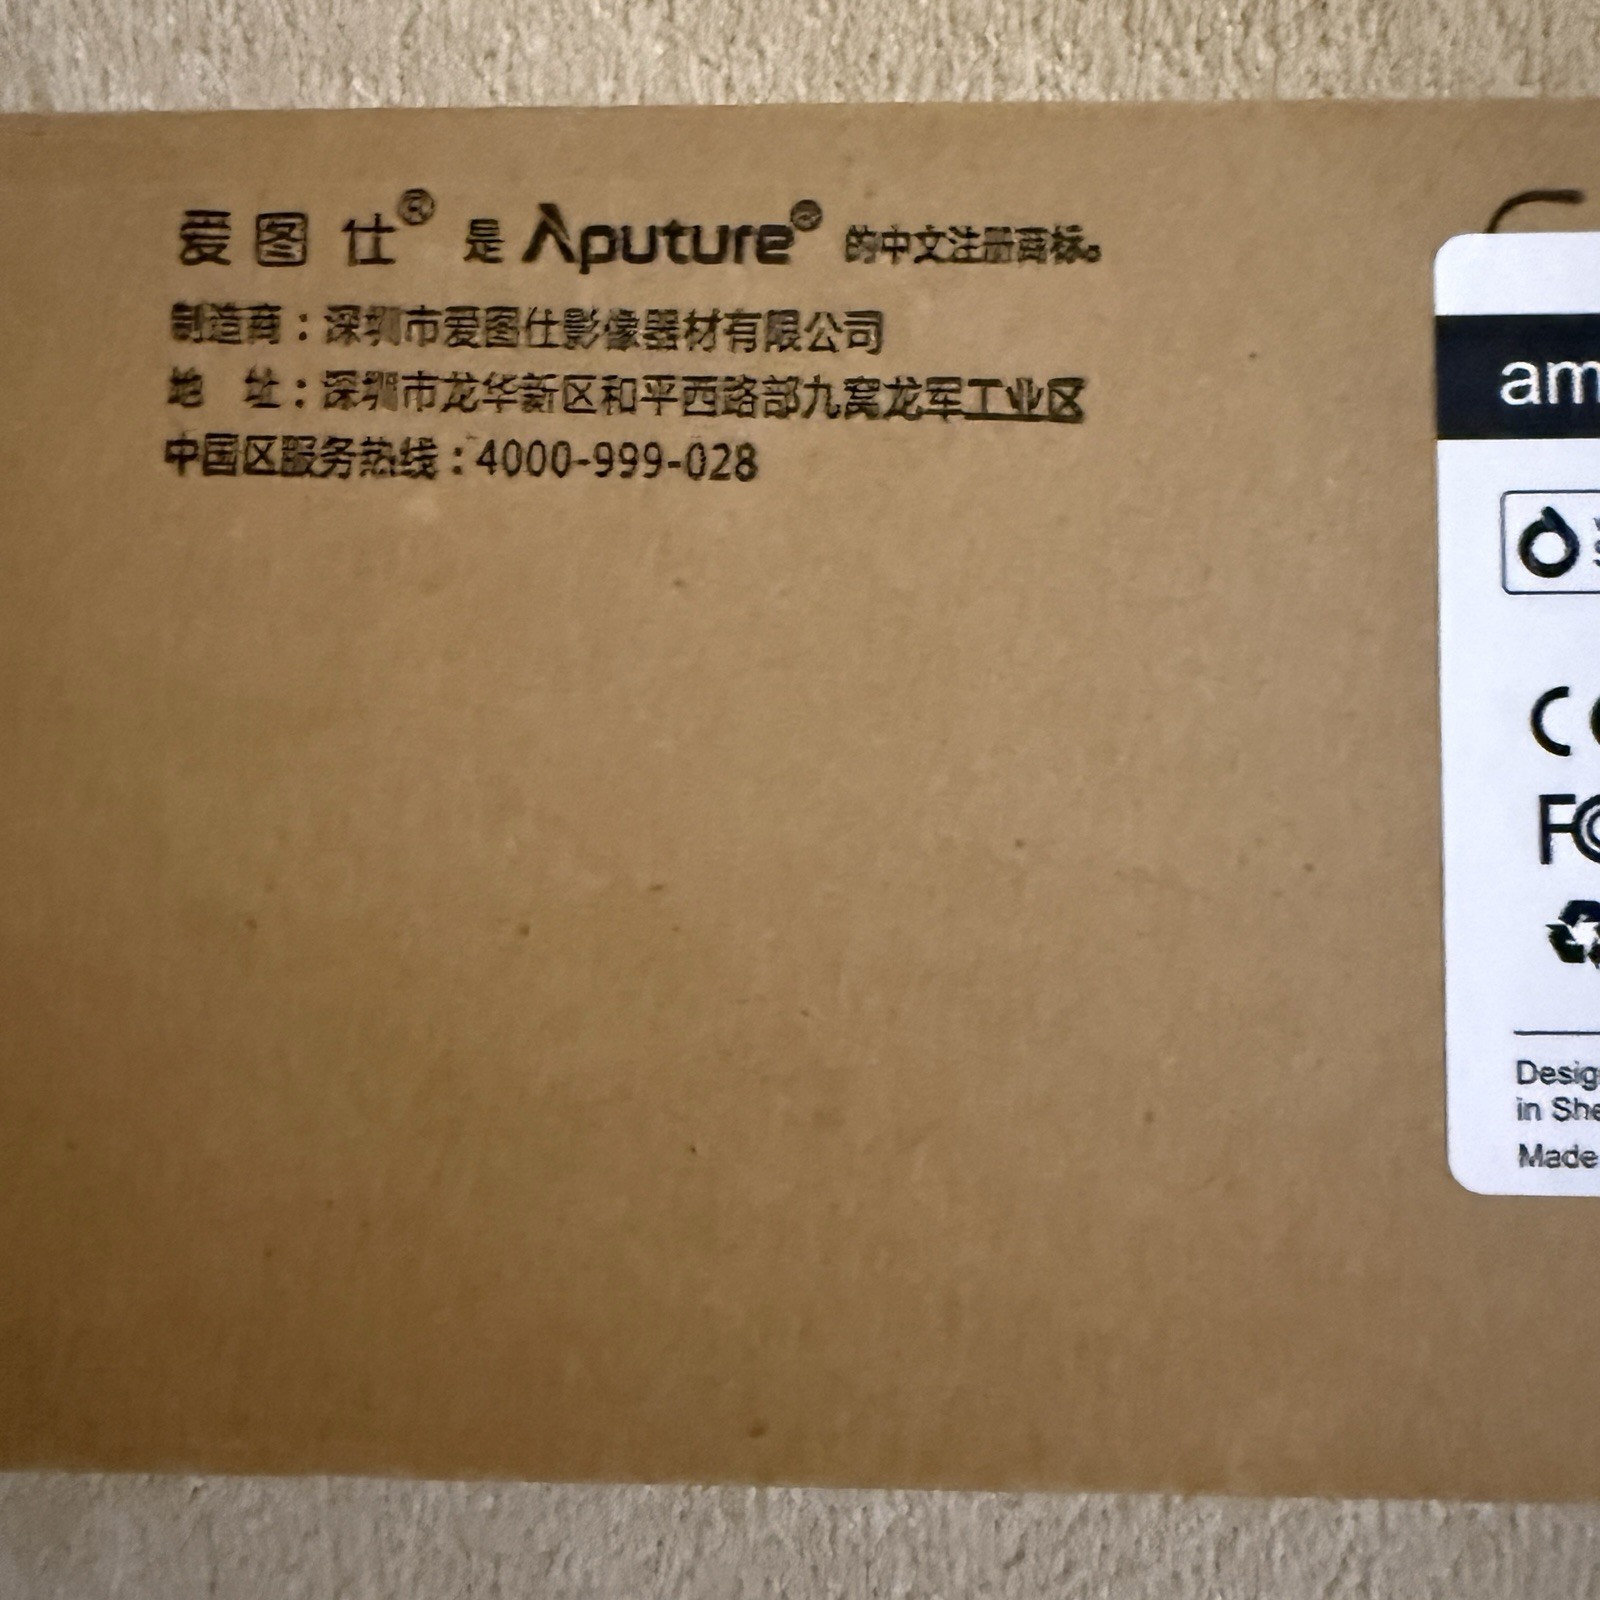 爱图仕® 是 Aputure® 的中文注册商标。
制造商：深圳市爱图仕影像器材有限公司
地　址：深圳市龙华新区和平西路部九窝龙军工业区
中国区服务热线：4000-999-028
am
C
FC
Desig
in She
Made